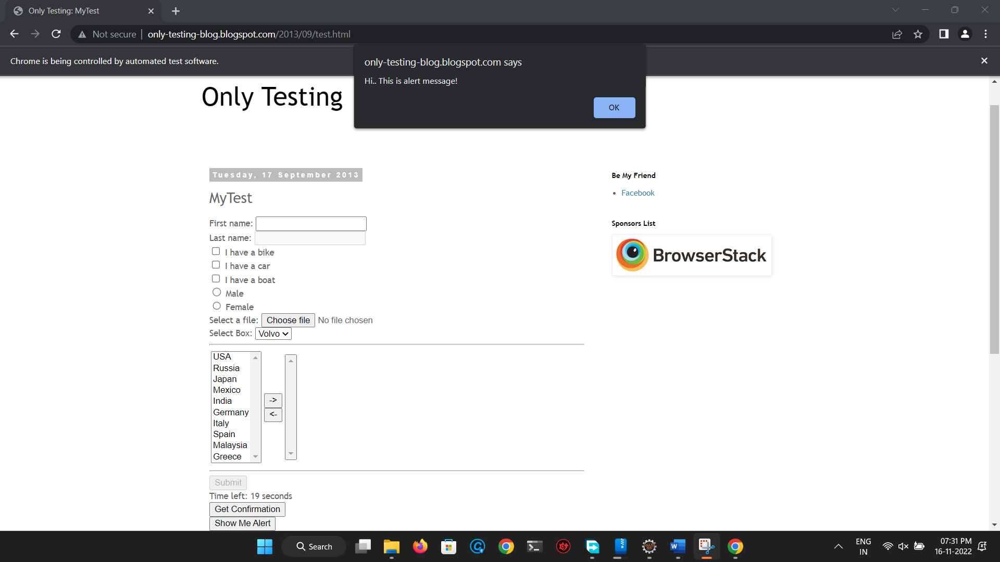 Only Testing: MyTest
Not secure | only-testing-blog.blogspot.com/2013/09/test.html
Chrome is being controlled by automated test software.
only-testing-blog.blogspot.com says
Hi.. This is alert message!
OK
Only Testing
Tuesday, 17 September 2013
MyTest
First name:
Last name:
I have a bike
I have a car
I have a boat
Male
Female
Select a file: Choose file No file chosen
Select Box: Volvo
USA
Russia
Japan
Mexico
India
Germany
Italy
Spain
Malaysia
Greece
->
<-
Submit
Time left: 19 seconds
Get Confirmation
Show Me Alert
Be My Friend
Facebook
Sponsors List
BrowserStack
Search
ENG
IN
07:31 PM
16-11-2022